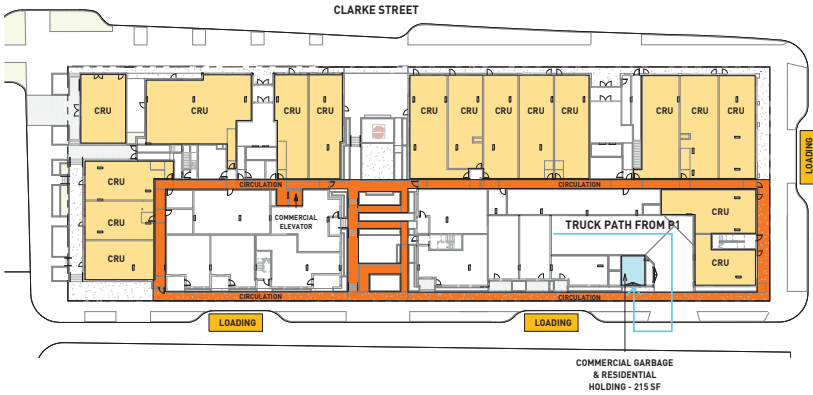 CLARKE STREET
CRU
CRU
CRU
CRU
CRU
CRU
CRU
CRU
CRU
CRU
CRU
CRU
LOADING
CRU
CIRCULATION
CIRCULATION
CRU
CRU
COMMERCIAL
ELEVATOR
TRUCK PATH FROM P1
CRU
CRU
CIRCULATION
CIRCULATION
LOADING
LOADING
COMMERCIAL GARBAGE
& RESIDENTIAL
HOLDING - 215 SF